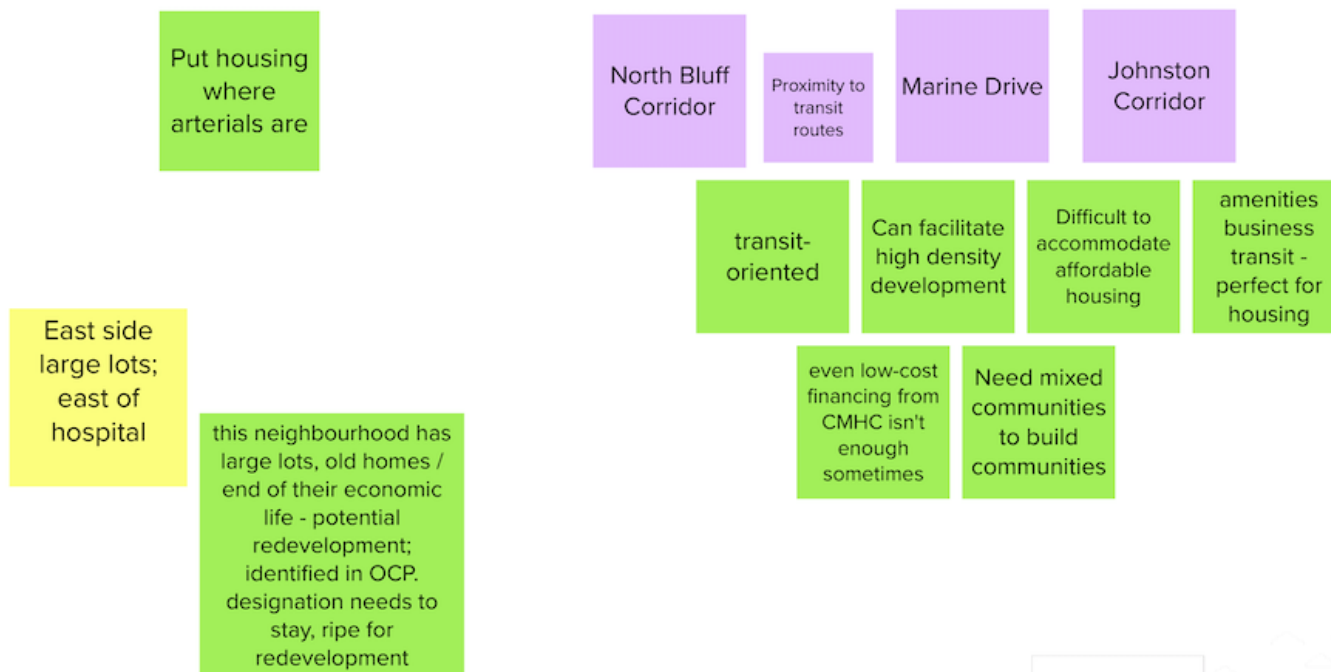 Put housing
where
arterials are
North Bluff
Corridor
Proximity to
transit
routes
Marine Drive
Johnston
Corridor
transit-
oriented
Can facilitate
high density
development
Difficult to
accommodate
affordable
housing
amenities
business
transit -
perfect for
housing
East side
large lots;
east of
hospital
even low-cost
financing from
CMHC isn't
enough
sometimes
Need mixed
communities
to build
communities
this neighbourhood has
large lots, old homes /
end of their economic
life - potential
redevelopment;
identified in OCP.
designation needs to
stay, ripe for
redevelopment